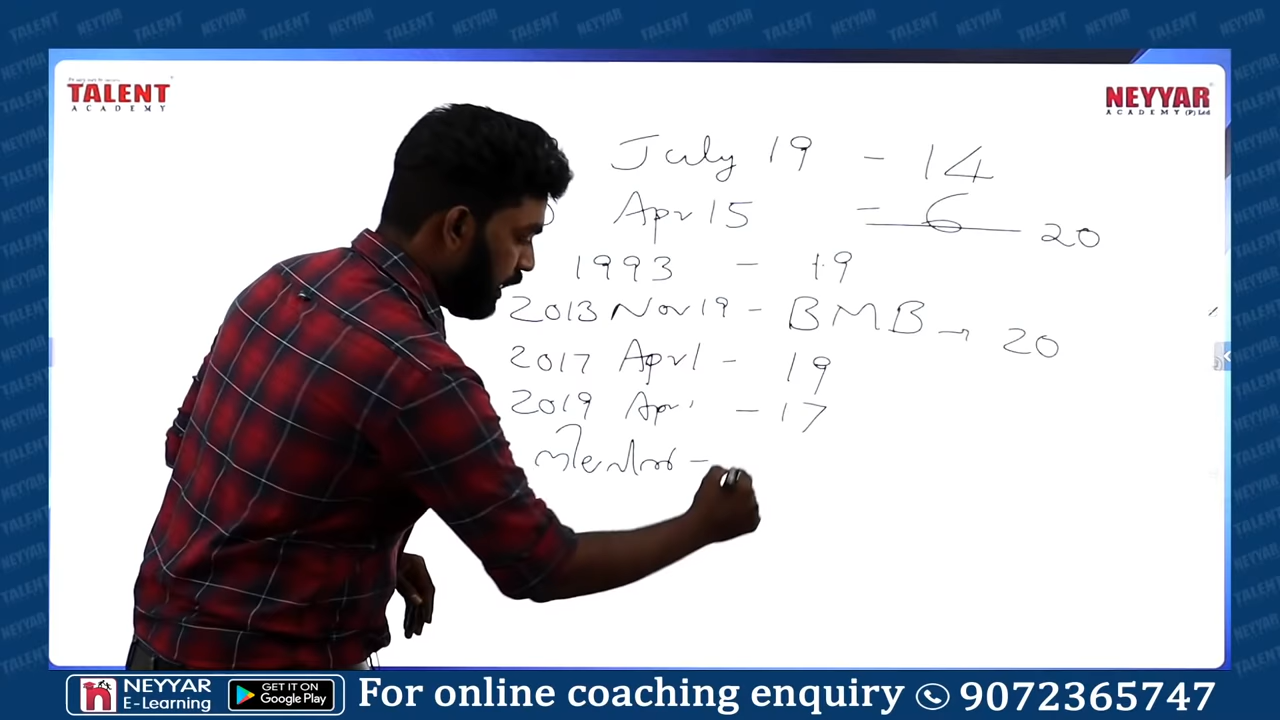 TALENT
ACADEMY
NEYYAR
ACADEMY (P) Ltd
July 19 - 14
Apr 15 - 6 20
1993 - 19
2013 Nov 19 - BMB → 20
2017 April - 19
2019 Apr - 17
NEYYAR
E-Learning
GET IT ON
Google Play
For online coaching enquiry 9072365747